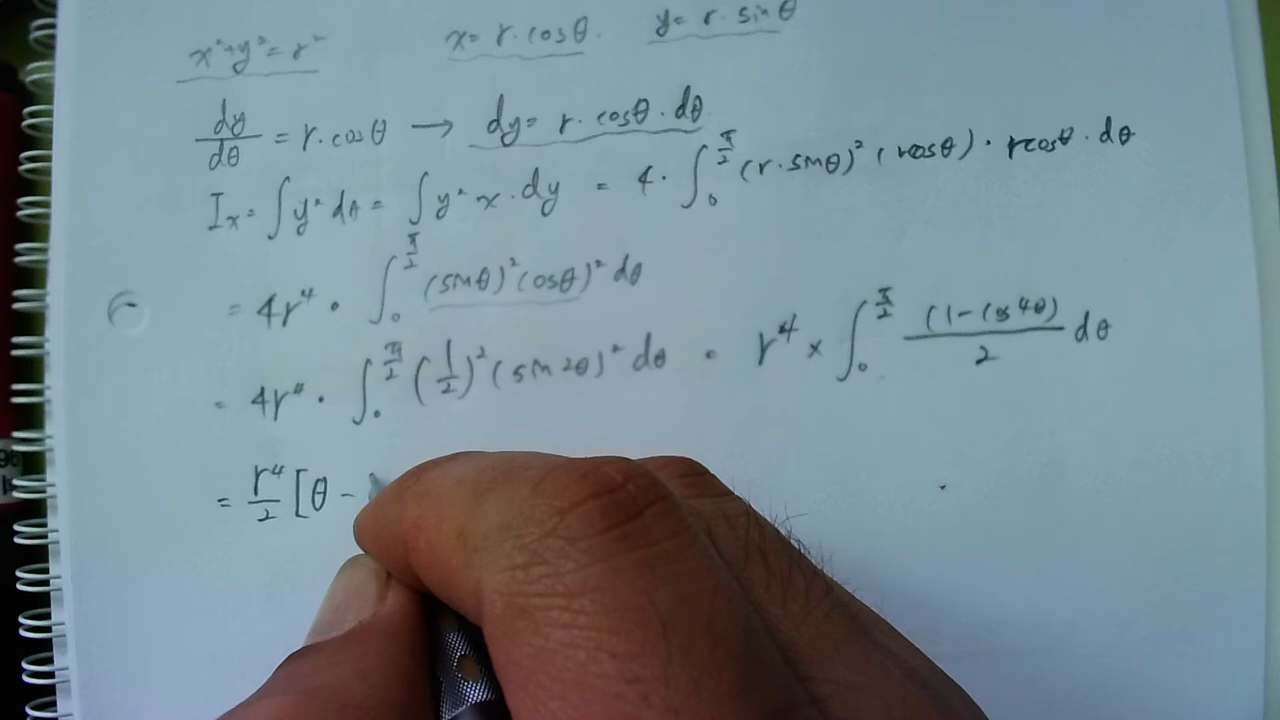 x²+y²=r² x= r·cosθ. y= r·sinθ
dy/dθ = r·cosθ → dy= r·cosθ·dθ
Ix= ∫y² dA = ∫y² x·dy = 4·∫₀^(π/2) (r·sinθ)² (rcosθ)·rcosθ·dθ
= 4r⁴·∫₀^(π/2) (sinθ)²(cosθ)² dθ
= 4r⁴·∫₀^(π/2) (1/2)²(sin2θ)² dθ = r⁴ × ∫₀^(π/2) (1-cos4θ)/2 dθ
= r⁴/2 [θ -